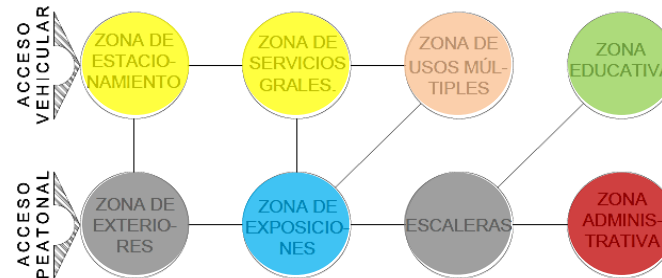 ACCESO
VEHICULAR
ZONA DE
ESTACIO-
NAMIENTO
ZONA DE
SERVICIOS
GRALES.
ZONA DE
USOS MÚL-
TIPLES
ZONA
EDUCATIVA
ACCESO
PEATONAL
ZONA DE
EXTERIO-
RES
ZONA DE
EXPOSICIO-
NES
ESCALERAS
ZONA
ADMINIS-
TRATIVA